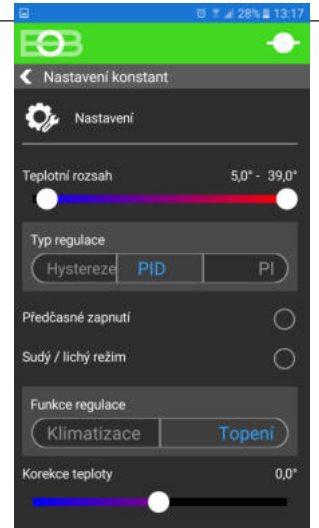 28% 13:17
EOB
Nastavení konstant
Nastavení
Teplotní rozsah 5,0° - 39,0°
Typ regulace
Hystereze PID PI
Předčasné zapnutí
Sudý / lichý režim
Funkce regulace
Klimatizace Topení
Korekce teploty 0,0°